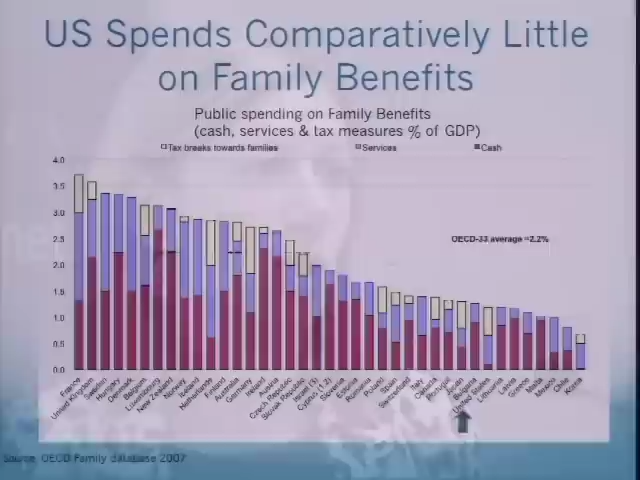 US Spends Comparatively Little
on Family Benefits
Public spending on Family Benefits
(cash, services & tax measures % of GDP)
Tax breaks towards families
Services
Cash
4.0
3.5
3.0
2.5
2.0
1.5
1.0
0.5
0.0
OECD-33 average =2.2%
France
United Kingdom
Sweden
Hungary
Denmark
Belgium
Luxembourg
New Zealand
Norway
Iceland
Netherlands
Finland
Australia
Germany
Ireland
Austria
Czech Republic
Slovak Republic
Israel (3)
Cyprus (1,2)
Slovenia
Estonia
Romania
Poland
Spain
Switzerland
Italy
Canada
Portugal
Japan
Bulgaria
United States
Lithuania
Latvia
Greece
Malta
Mexico
Chile
Korea
Source: OECD Family database 2007